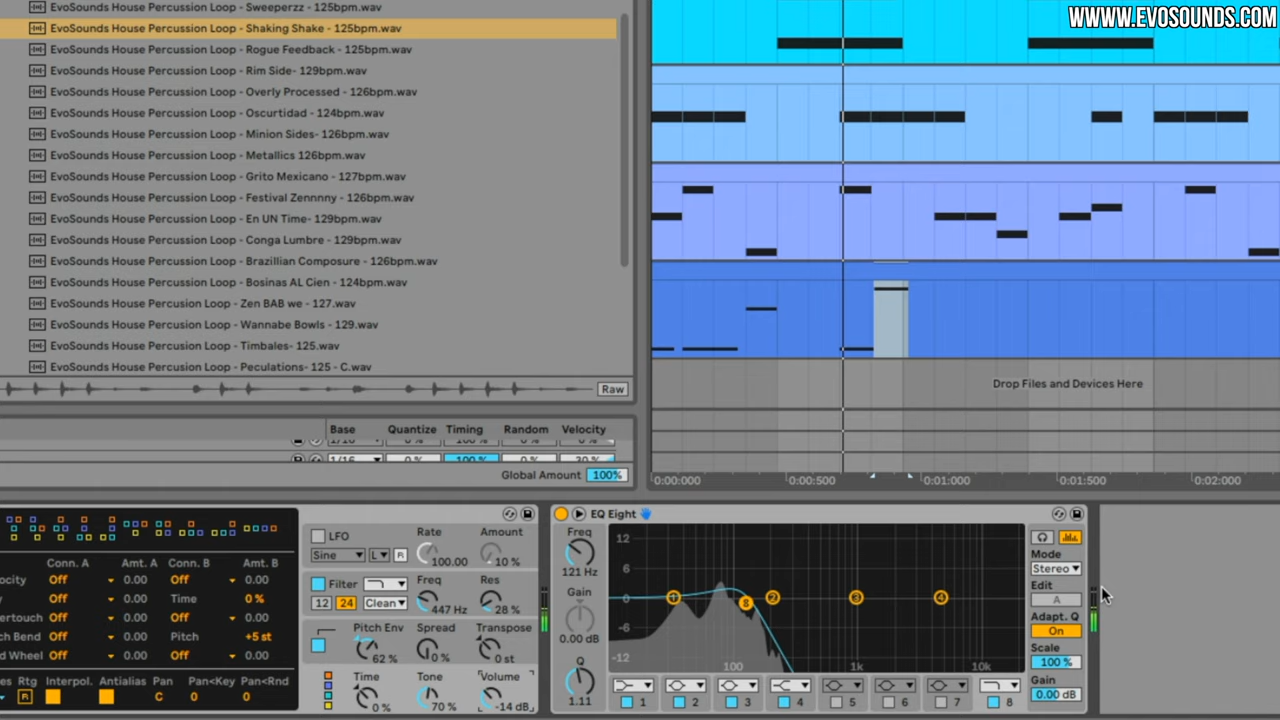 WWW.EVOSOUNDS.COM
EvoSounds House Percussion Loop - Sweeperzz - 125bpm.wav
EvoSounds House Percussion Loop - Shaking Shake - 125bpm.wav
EvoSounds House Percussion Loop - Rogue Feedback - 125bpm.wav
EvoSounds House Percussion Loop - Rim Side- 129bpm.wav
EvoSounds House Percussion Loop - Overly Processed - 126bpm.wav
EvoSounds House Percussion Loop - Oscurtidad - 124bpm.wav
EvoSounds House Percussion Loop - Minion Sides- 126bpm.wav
EvoSounds House Percussion Loop - Metallics 126bpm.wav
EvoSounds House Percussion Loop - Grito Mexicano - 127bpm.wav
EvoSounds House Percussion Loop - Festival Zennnny - 126bpm.wav
EvoSounds House Percussion Loop - En UN Time- 129bpm.wav
EvoSounds House Percussion Loop - Conga Lumbre - 129bpm.wav
EvoSounds House Percussion Loop - Brazillian Composure - 126bpm.wav
EvoSounds House Percussion Loop - Bosinas AL Cien - 124bpm.wav
EvoSounds House Percusion Loop - Zen BAB we - 127.wav
EvoSounds House Percusion Loop - Wannabe Bowls - 129.wav
EvoSounds House Percusion Loop - Timbales- 125.wav
EvoSounds House Percusion Loop - Peculations- 125 - C.wav
Raw
Drop Files and Devices Here
Base Quantize Timing Random Velocity
1/16 0 % 100 % 0 % 30 %
Global Amount 100%
0:00:000 0:00:500 0:01:000 0:01:500 0:02:000
Conn. A Amt. A Conn. B Amt. B
ocity Off 0.00 Off 0.00
Off 0.00 Time 0 %
ertouch Off 0.00 Off 0.00
ch Bend Off 0.00 Pitch +5 st
d Wheel Off 0.00 Off 0.00
es Rtg Interpol. Antialias Pan Pan<Key Pan<Rnd
R C 0 0
LFO Rate Amount
Sine L R 100.00 10 %
Filter Freq Res
12 24 Clean 447 Hz 28 %
Pitch Env Spread Transpose
62 % 0 % 0 st
Time Tone Volume
0 % 70 % -14 dB
EQ Eight
Freq
121 Hz
Gain
0.00 dB
Q
1.11
12
6
0
-6
-12
1 8 2 3 4
100 1k 10k
1 2 3 4 5 6 7 8
Mode
Stereo
Edit
A
Adapt. Q
On
Scale
100 %
Gain
0.00 dB